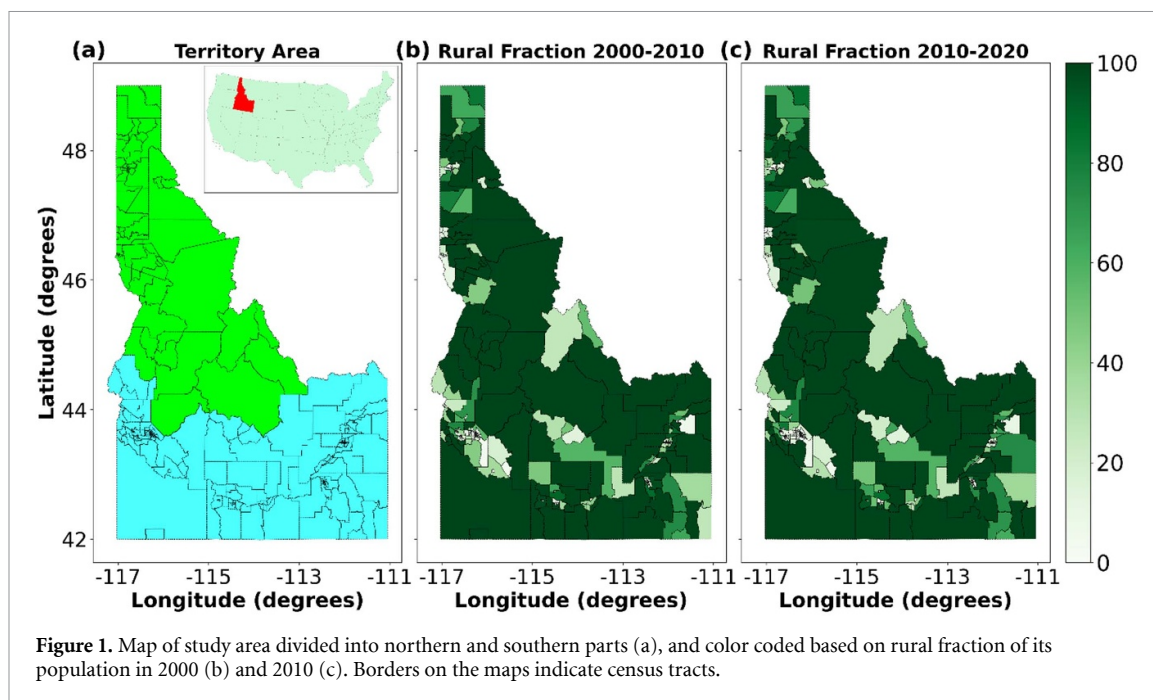 (a) Territory Area
(b) Rural Fraction 2000-2010
(c) Rural Fraction 2010-2020
Latitude (degrees)
48
46
44
42
-117 -115 -113 -111
Longitude (degrees)
-117 -115 -113 -111
Longitude (degrees)
-117 -115 -113 -111
Longitude (degrees)
100
80
60
40
20
0
Figure 1. Map of study area divided into northern and southern parts (a), and color coded based on rural fraction of its
population in 2000 (b) and 2010 (c). Borders on the maps indicate census tracts.